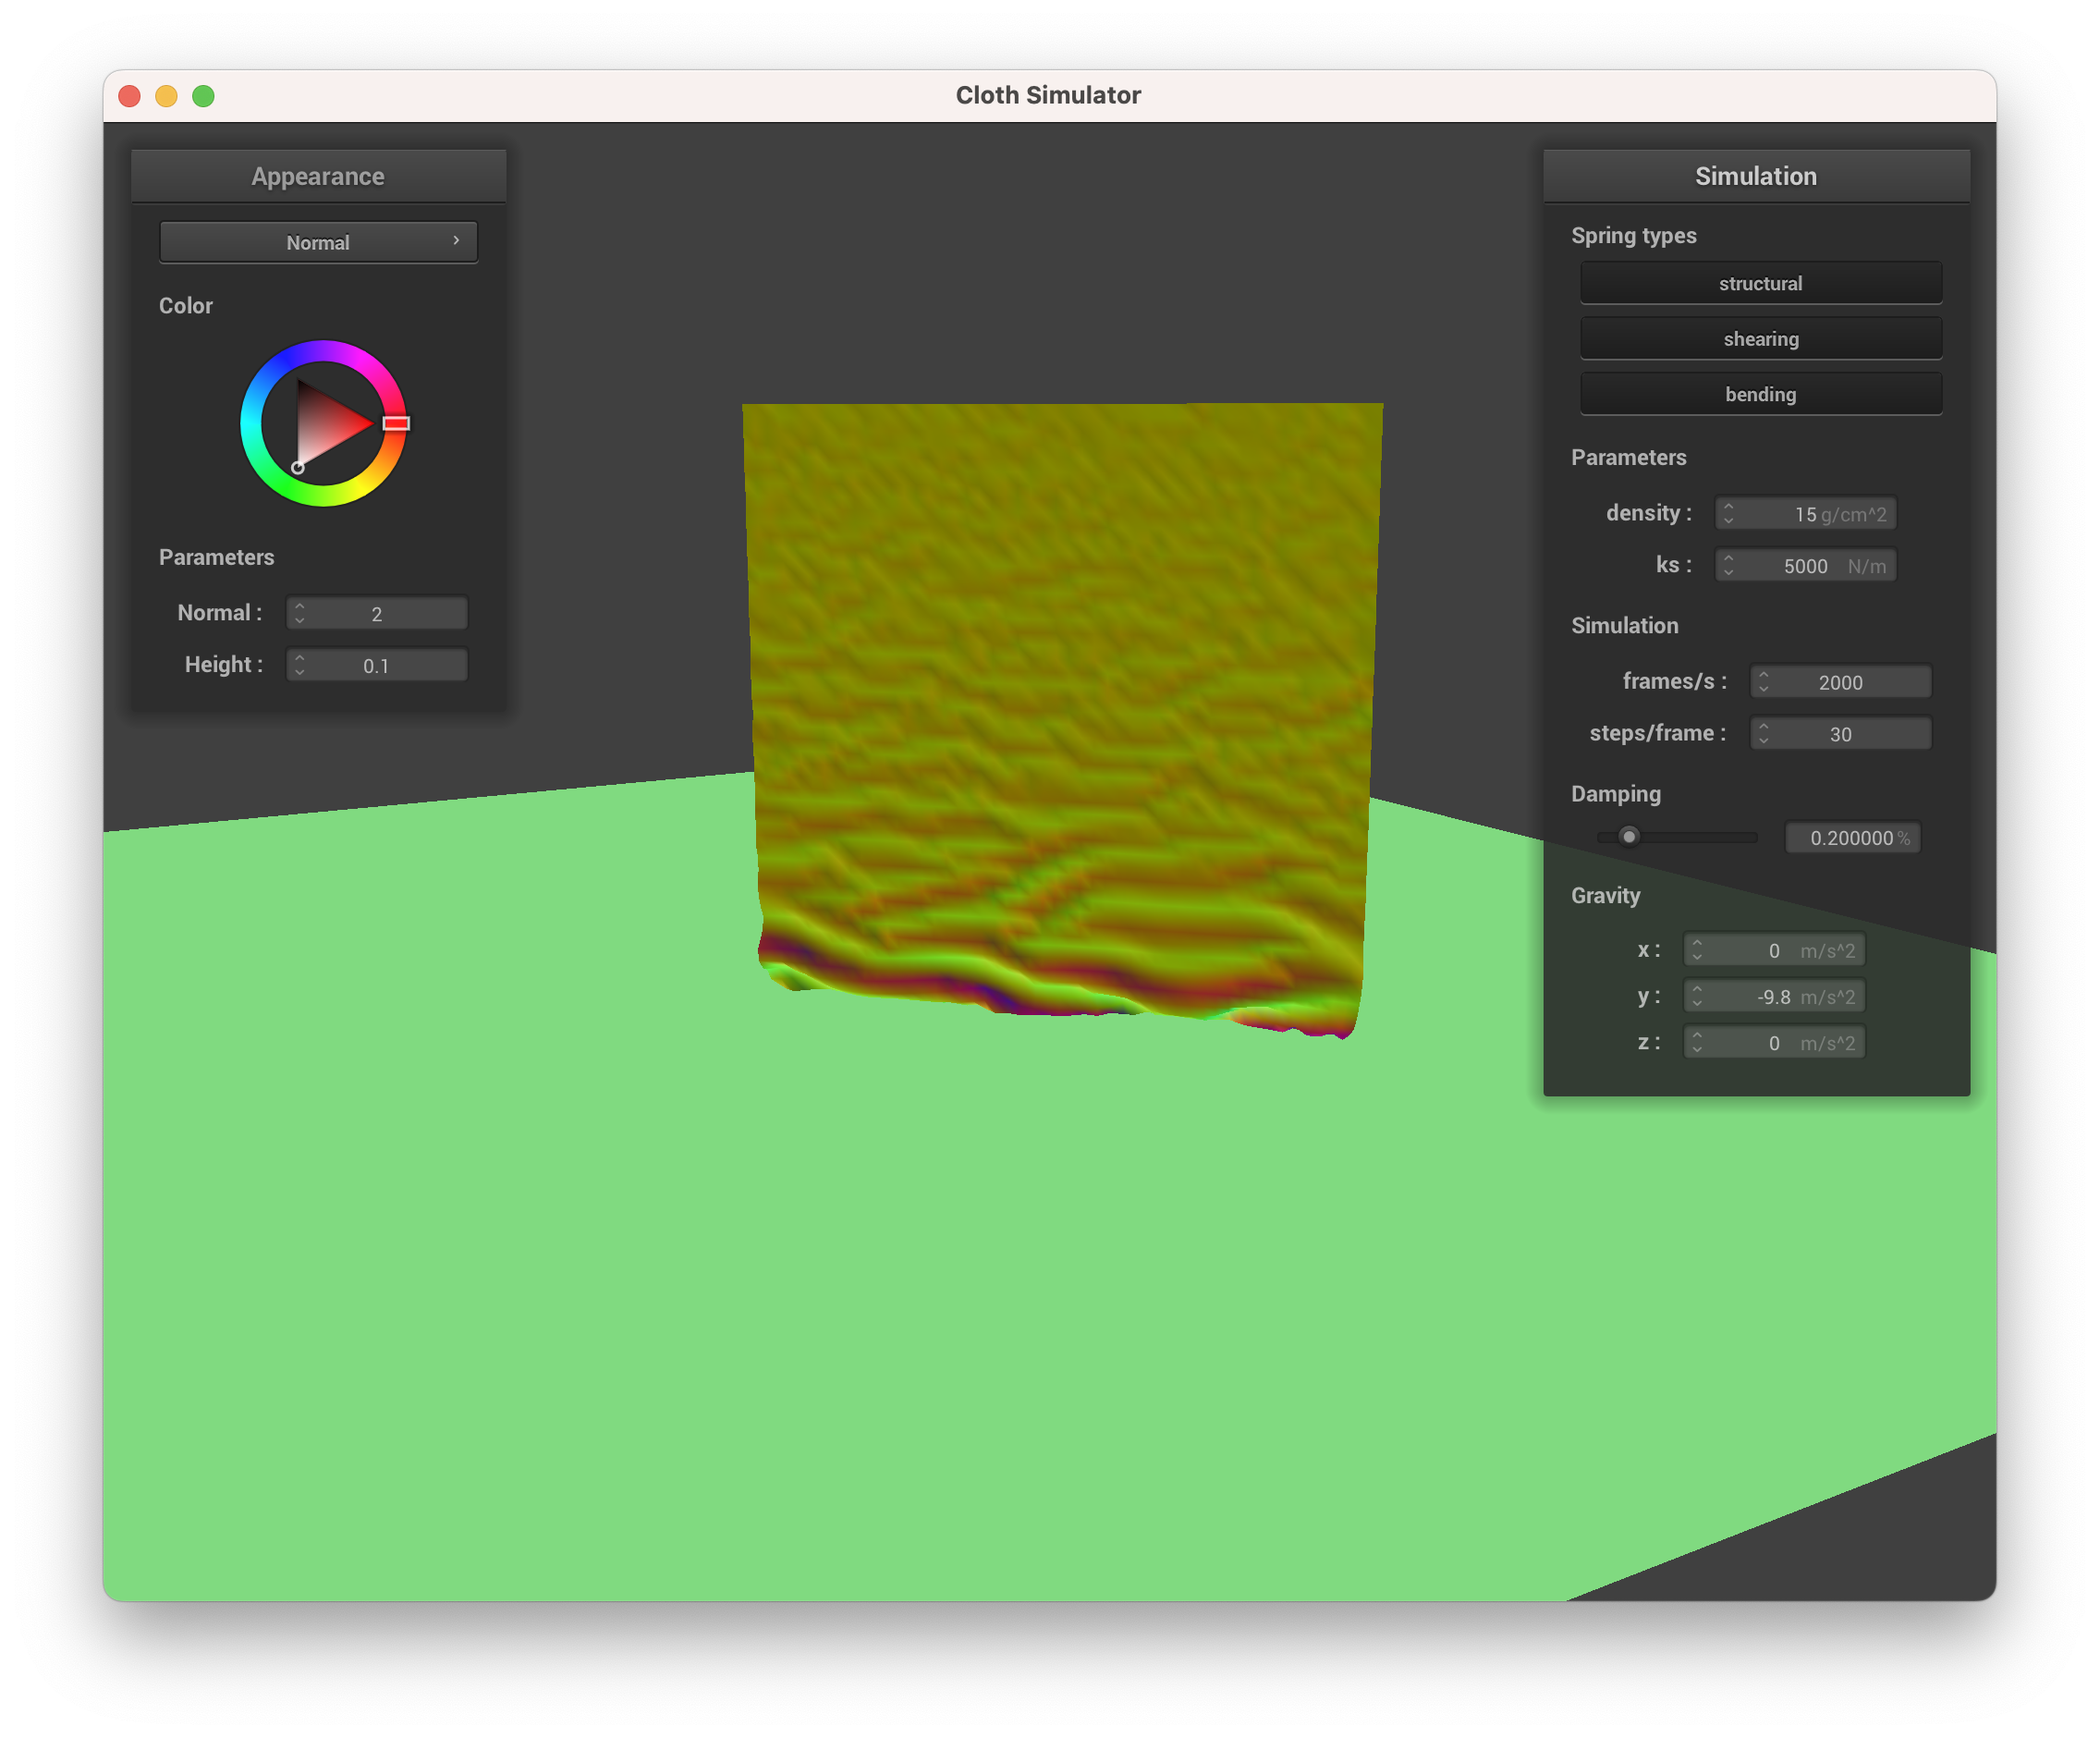 Cloth Simulator
Appearance
Normal
Color
Parameters
Normal : 2
Height : 0.1
Simulation
Spring types
structural
shearing
bending
Parameters
density : 15 g/cm^2
ks : 5000 N/m
Simulation
frames/s : 2000
steps/frame : 30
Damping
0.200000 %
Gravity
x : 0 m/s^2
y : -9.8 m/s^2
z : 0 m/s^2